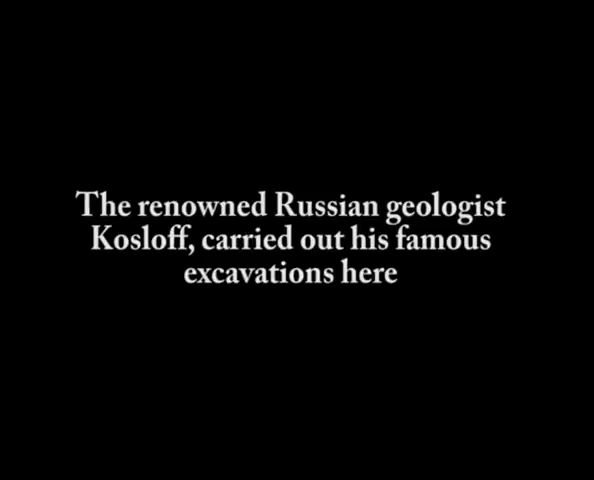 The renowned Russian geologist
Kosloff, carried out his famous
excavations here